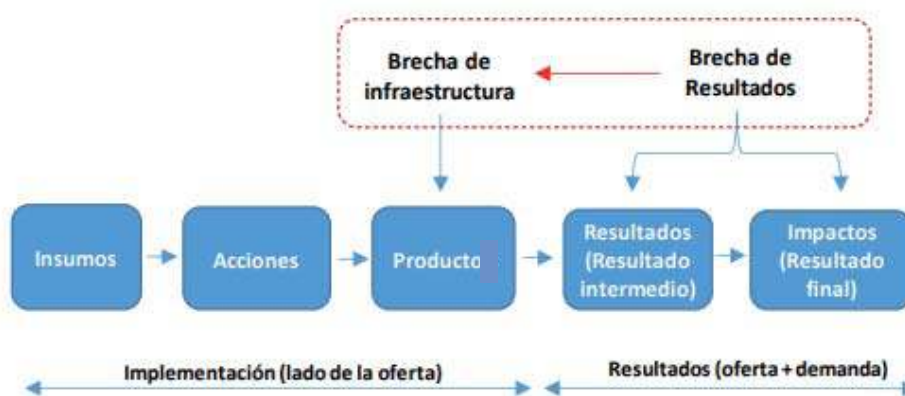 Brecha de
infraestructura
Brecha de
Resultados
Insumos
Acciones
Producto
Resultados
(Resultado
intermedio)
Impactos
(Resultado
final)
Implementación (lado de la oferta)
Resultados (oferta + demanda)